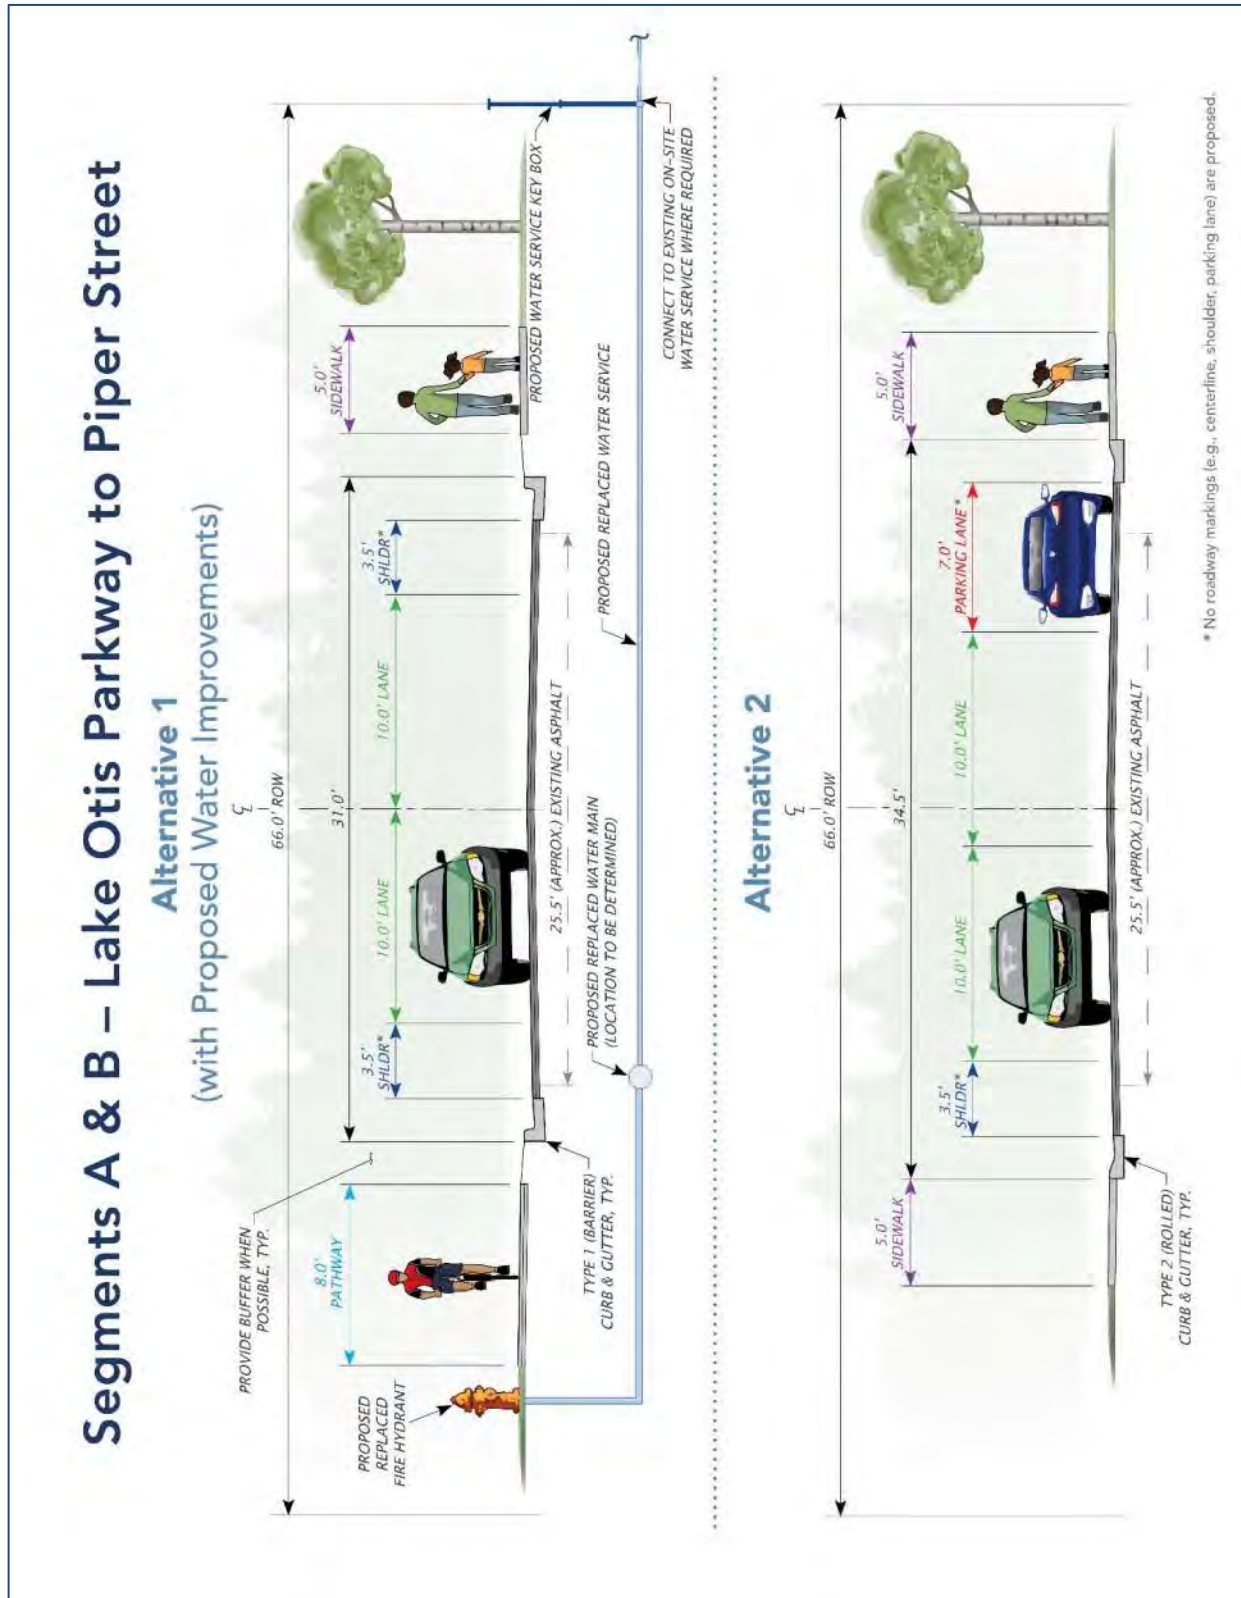 Segments A & B – Lake Otis Parkway to Piper Street
Alternative 1
(with Proposed Water Improvements)
℄
66.0' ROW
31.0'
PROVIDE BUFFER WHEN
POSSIBLE, TYP.
8.0'
PATHWAY
3.5'
SHLDR*
10.0' LANE
10.0' LANE
3.5'
SHLDR*
5.0'
SIDEWALK
PROPOSED
REPLACED
FIRE HYDRANT
TYPE 1 (BARRIER)
CURB & GUTTER, TYP.
25.5' (APPROX.) EXISTING ASPHALT
PROPOSED REPLACED WATER MAIN
(LOCATION TO BE DETERMINED)
PROPOSED REPLACED WATER SERVICE
PROPOSED WATER SERVICE KEY BOX
CONNECT TO EXISTING ON-SITE
WATER SERVICE WHERE REQUIRED
Alternative 2
℄
66.0' ROW
34.5'
5.0'
SIDEWALK
3.5'
SHLDR*
10.0' LANE
10.0' LANE
7.0'
PARKING LANE*
5.0'
SIDEWALK
TYPE 2 (ROLLED)
CURB & GUTTER, TYP.
25.5' (APPROX.) EXISTING ASPHALT
* No roadway markings (e.g., centerline, shoulder, parking lane) are proposed.